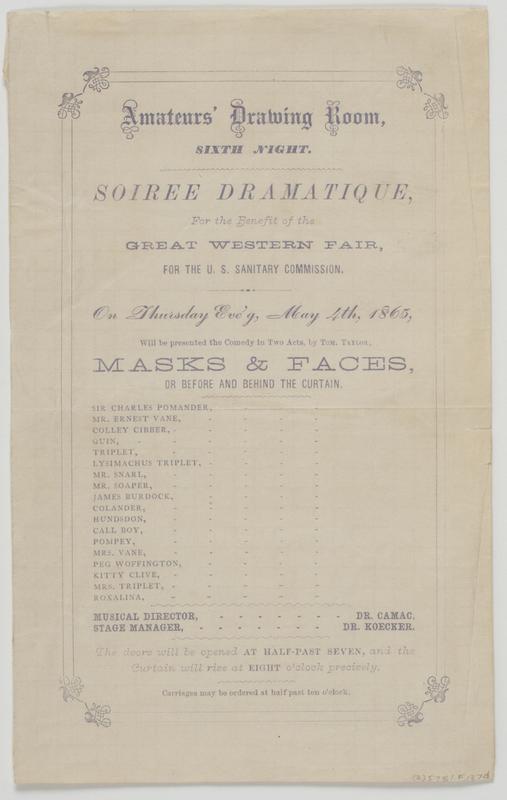 Amateurs' Drawing Room,
SIXTH NIGHT.
SOIREE DRAMATIQUE,
For the Benefit of the
GREAT WESTERN FAIR,
FOR THE U. S. SANITARY COMMISSION.
On Thursday Eve'g, May 4th, 1865,
Will be presented the Comedy in Two Acts, by TOM. TAYLOR,
MASKS & FACES,
OR BEFORE AND BEHIND THE CURTAIN.
SIR CHARLES POMANDER, - - - -
MR. ERNEST VANE, - - - -
COLLEY CIBBER, - - - - -
QUIN, - - - - - -
TRIPLET, - - - - -
LYSIMACHUS TRIPLET, - - - -
MR. SNARL, - - - - -
MR. SOAPER, - - - - -
JAMES BURDOCK, - - - -
COLANDER, - - - - -
HUNDSDON, - - - - -
CALL BOY, - - - - -
POMPEY, - - - - -
MRS. VANE, - - - - -
PEG WOFFINGTON, - - - -
KITTY CLIVE, - - - - -
MRS. TRIPLET, - - - - -
ROXALINA, - - - - -
MUSICAL DIRECTOR, - - - - - - - DR. CAMAC.
STAGE MANAGER, - - - - - - - DR. KOECKER.
The doors will be opened AT HALF-PAST SEVEN, and the
Curtain will rise at EIGHT o'clock precisely.
Carriages may be ordered at half past ten o'clock.